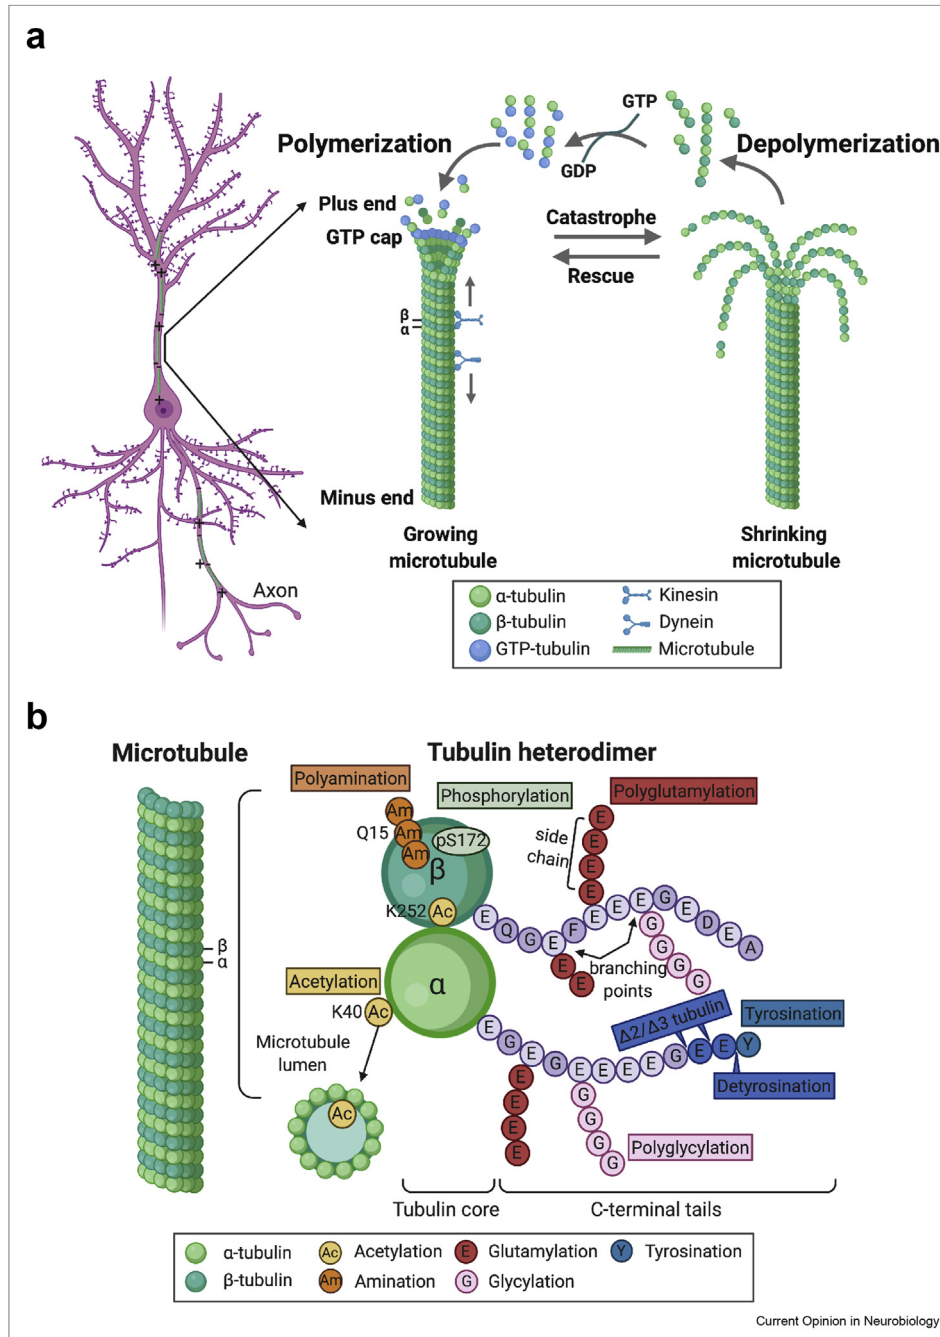 a
GTP
Polymerization
Depolymerization
GDP
Plus end
GTP cap
Catastrophe
Rescue
β
α
+
+
+
-
+
Minus end
-
+
-
+
-
+
Axon
Growing
microtubule
Shrinking
microtubule
α-tubulin
Kinesin
β-tubulin
Dynein
GTP-tubulin
Microtubule
b
Microtubule
Tubulin heterodimer
Polyamination
Phosphorylation
Polyglutamylation
Am
Q15 Am
Am
pS172
β
side
chain
E
E
E
E
K252 Ac
E Q G E F E E E G E D E A
E
E
branching
points
G
G
G
G
β
α
Acetylation
α
K40 Ac
Microtubule
lumen
Ac
Δ2/Δ3 tubulin
Tyrosination
E G E G E E E E G E E Y
Detyrosination
E
E
E
E
G
G
G
G
Polyglycylation
Tubulin core
C-terminal tails
α-tubulin
Ac Acetylation
E Glutamylation
Y Tyrosination
β-tubulin
Am Amination
G Glycylation
Current Opinion in Neurobiology